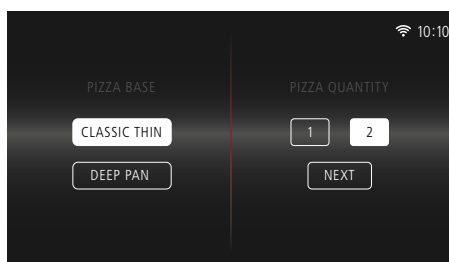 10:10
PIZZA BASE
PIZZA QUANTITY
CLASSIC THIN
1
2
DEEP PAN
NEXT